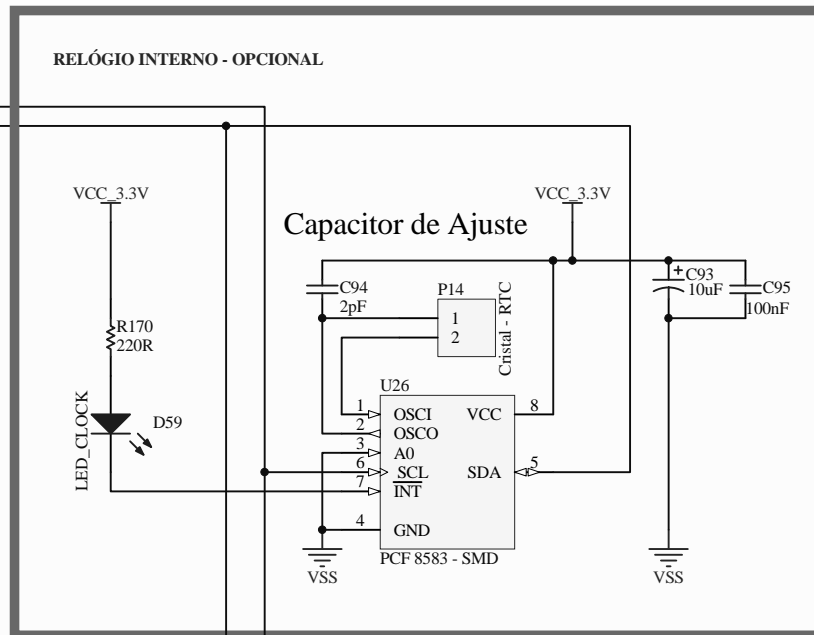 RELÓGIO INTERNO - OPCIONAL
VCC_3.3V
VCC_3.3V
Capacitor de Ajuste
C94
2pF
P14
1
2
Cristal - RTC
+
C93
10uF
C95
100nF
R170
220R
D59
LED_CLOCK
U26
1
OSCI
VCC
8
2
OSCO
3
A0
6
SCL
SDA
5
7
INT
4
GND
PCF 8583 - SMD
VSS
VSS